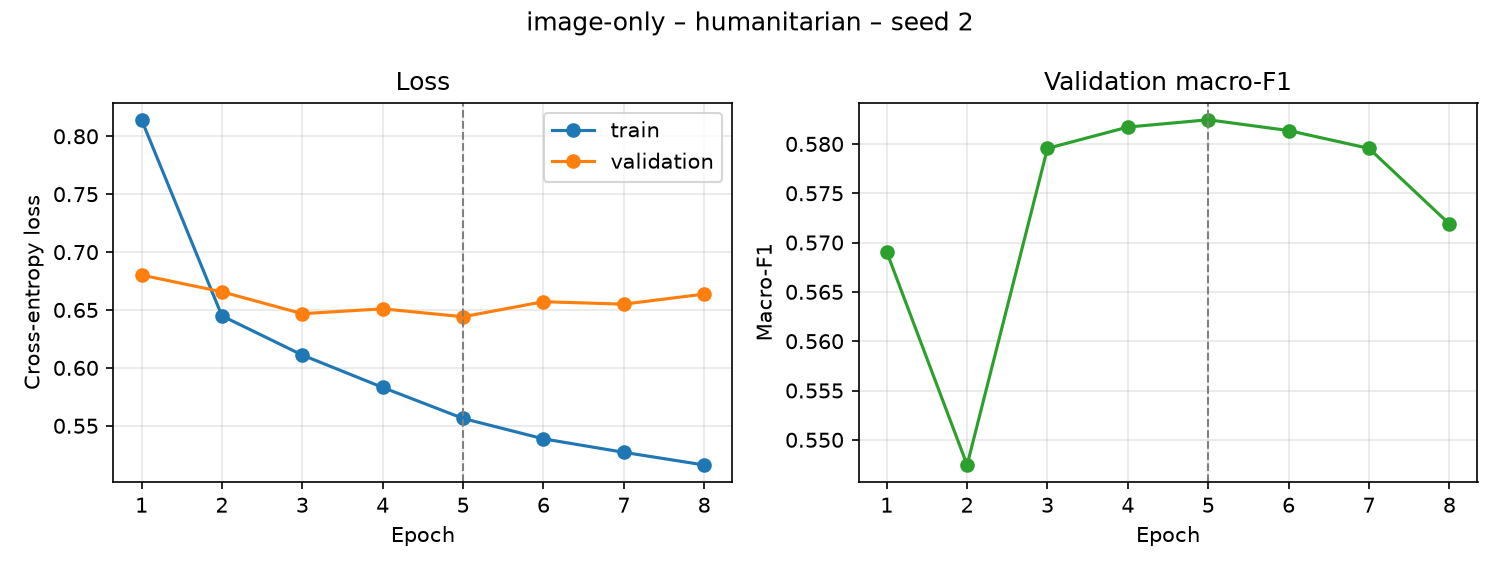 image-only – humanitarian – seed 2
Loss
Cross-entropy loss
0.80
0.75
0.70
0.65
0.60
0.55
train
validation
1 2 3 4 5 6 7 8
Epoch
Validation macro-F1
Macro-F1
0.580
0.575
0.570
0.565
0.560
0.555
0.550
1 2 3 4 5 6 7 8
Epoch